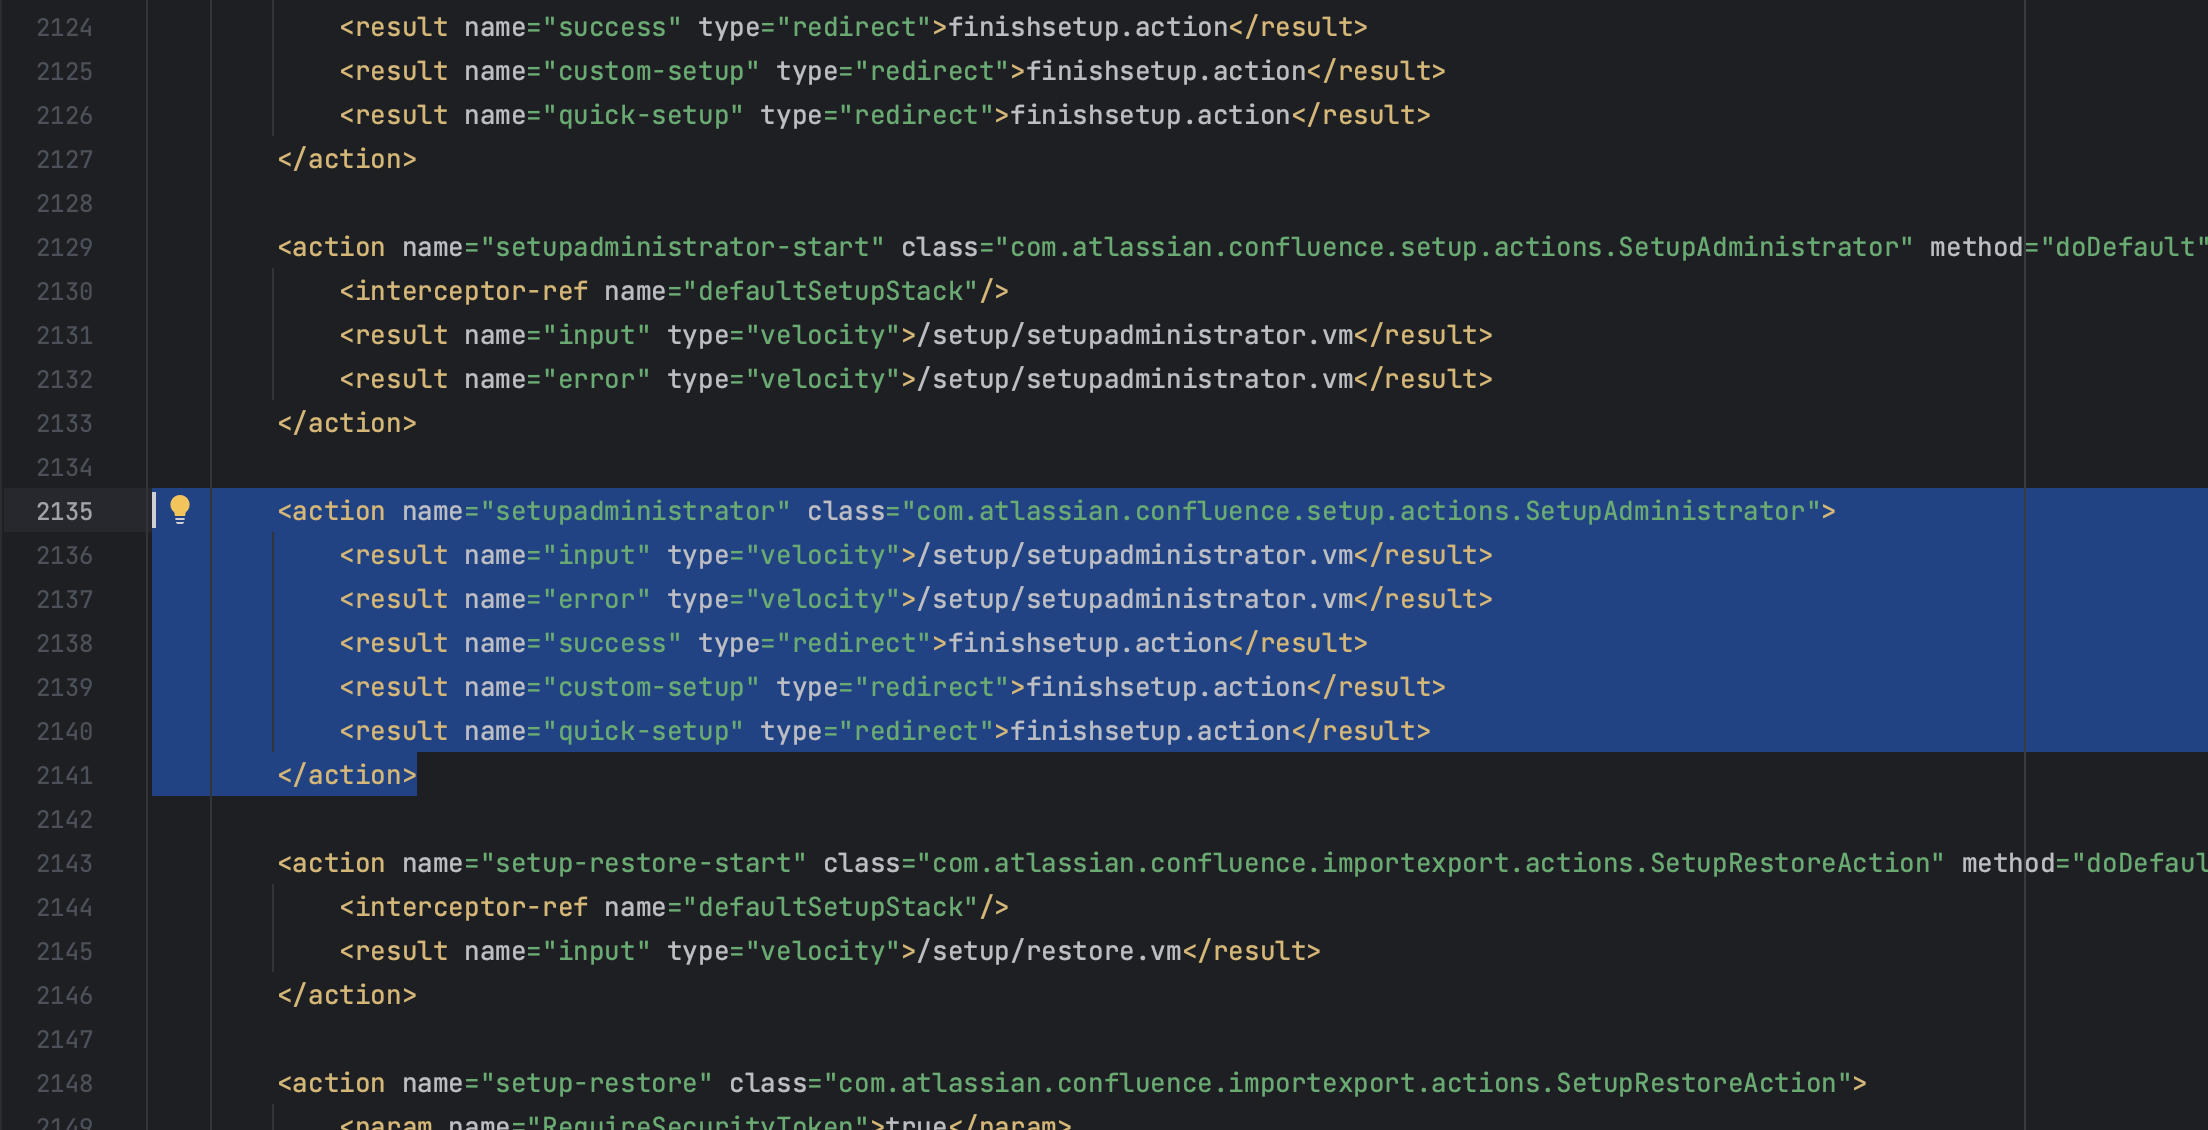 2124 <result name="success" type="redirect">finishsetup.action</result>
2125 <result name="custom-setup" type="redirect">finishsetup.action</result>
2126 <result name="quick-setup" type="redirect">finishsetup.action</result>
2127 </action>
2128
2129 <action name="setupadministrator-start" class="com.atlassian.confluence.setup.actions.SetupAdministrator" method="doDefault"
2130 <interceptor-ref name="defaultSetupStack"/>
2131 <result name="input" type="velocity">/setup/setupadministrator.vm</result>
2132 <result name="error" type="velocity">/setup/setupadministrator.vm</result>
2133 </action>
2134
2135 <action name="setupadministrator" class="com.atlassian.confluence.setup.actions.SetupAdministrator">
2136 <result name="input" type="velocity">/setup/setupadministrator.vm</result>
2137 <result name="error" type="velocity">/setup/setupadministrator.vm</result>
2138 <result name="success" type="redirect">finishsetup.action</result>
2139 <result name="custom-setup" type="redirect">finishsetup.action</result>
2140 <result name="quick-setup" type="redirect">finishsetup.action</result>
2141 </action>
2142
2143 <action name="setup-restore-start" class="com.atlassian.confluence.importexport.actions.SetupRestoreAction" method="doDefaul
2144 <interceptor-ref name="defaultSetupStack"/>
2145 <result name="input" type="velocity">/setup/restore.vm</result>
2146 </action>
2147
2148 <action name="setup-restore" class="com.atlassian.confluence.importexport.actions.SetupRestoreAction">
2149 <param name="RequireSecurityToken">true</param>